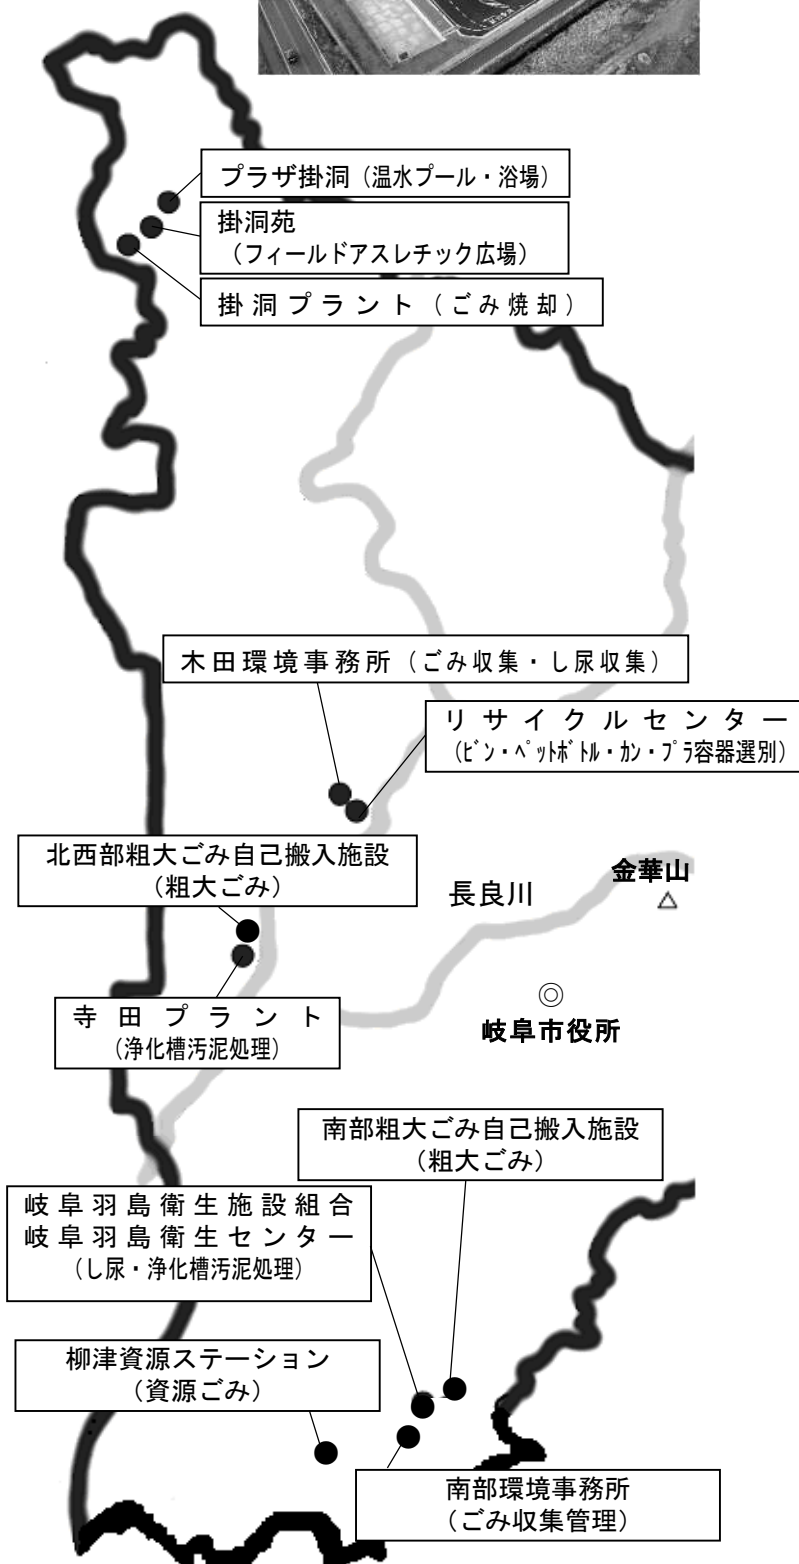 プラザ掛洞（温水プール・浴場）
掛洞苑
（フィールドアスレチック広場）
掛洞プラント（ごみ焼却）
木田環境事務所（ごみ収集・し尿収集）
リサイクルセンター
（ﾋﾞﾝ・ﾍﾟｯﾄﾎﾞﾄﾙ・ｶﾝ・ﾌﾟﾗ容器選別）
北西部粗大ごみ自己搬入施設
（粗大ごみ）
金華山
長良川
寺田プラント
（浄化槽汚泥処理）
岐阜市役所
南部粗大ごみ自己搬入施設
（粗大ごみ）
岐阜羽島衛生施設組合
岐阜羽島衛生センター
（し尿・浄化槽汚泥処理）
柳津資源ステーション
（資源ごみ）
南部環境事務所
（ごみ収集管理）